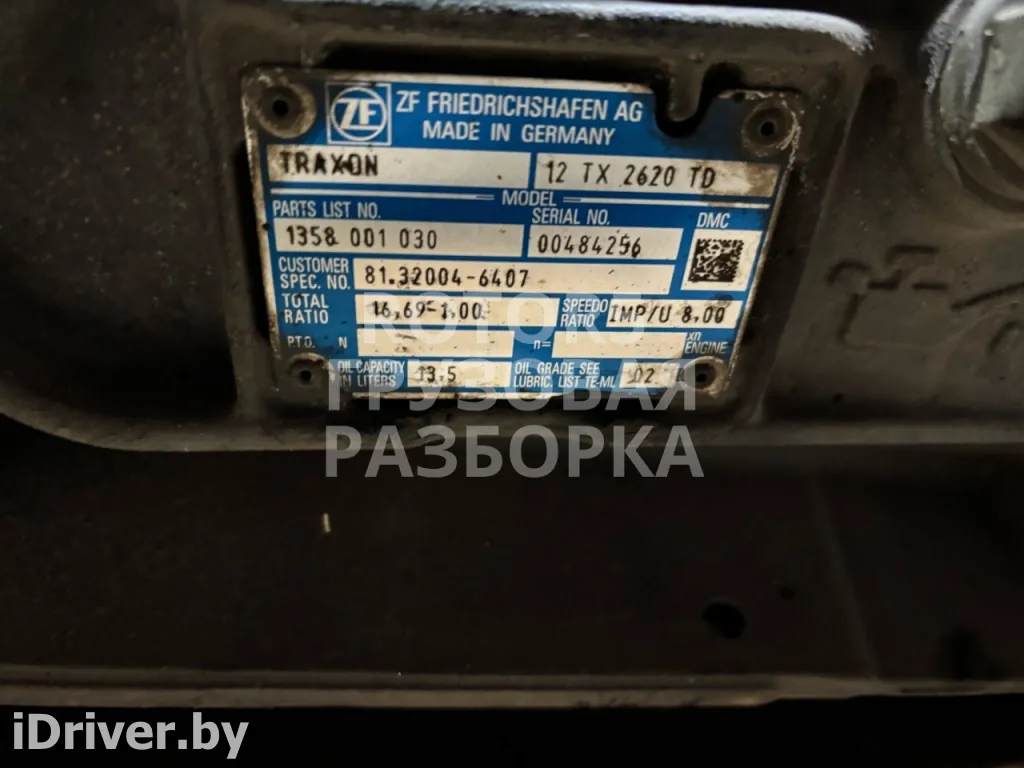 ZF ZF FRIEDRICHSHAFEN AG
MADE IN GERMANY
TRAXON 12 TX 2620 TD
MODEL
PARTS LIST NO. SERIAL NO. DMC
1358 001 030 00484256
CUSTOMER SPEC. NO. 81.32004-6407
TOTAL RATIO 16,69-1,00 SPEEDO RATIO IMP/U 8,00
P.T.O. N n= xn ENGINE
OIL CAPACITY IN LITERS 13,5 OIL GRADE SEE LUBRIC. LIST TE-ML 02
КОТОКЕ
ГРУЗОВАЯ
РАЗБОРКА
iDriver.by